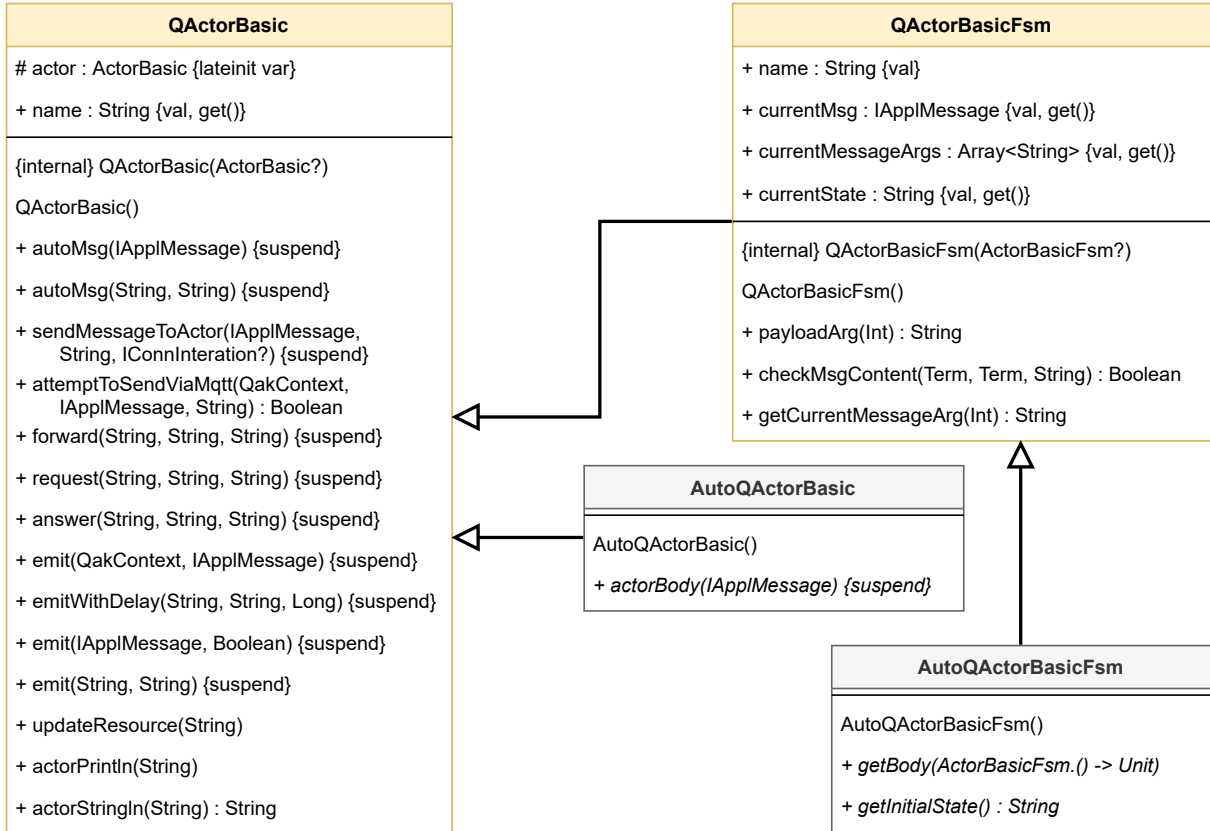 QActorBasic
# actor : ActorBasic {lateinit var}
+ name : String {val, get()}
{internal} QActorBasic(ActorBasic?)
QActorBasic()
+ autoMsg(IApplMessage) {suspend}
+ autoMsg(String, String) {suspend}
+ sendMessageToActor(IApplMessage,
String, IConnInteration?) {suspend}
+ attemptToSendViaMqtt(QakContext,
IApplMessage, String) : Boolean
+ forward(String, String, String) {suspend}
+ request(String, String, String) {suspend}
+ answer(String, String, String) {suspend}
+ emit(QakContext, IApplMessage) {suspend}
+ emitWithDelay(String, String, Long) {suspend}
+ emit(IApplMessage, Boolean) {suspend}
+ emit(String, String) {suspend}
+ updateResource(String)
+ actorPrintln(String)
+ actorStringln(String) : String
QActorBasicFsm
+ name : String {val}
+ currentMsg : IApplMessage {val, get()}
+ currentMessageArgs : Array<String> {val, get()}
+ currentState : String {val, get()}
{internal} QActorBasicFsm(ActorBasicFsm?)
QActorBasicFsm()
+ payloadArg(Int) : String
+ checkMsgContent(Term, Term, String) : Boolean
+ getCurrentMessageArg(Int) : String
AutoQActorBasic
AutoQActorBasic()
+ actorBody(IApplMessage) {suspend}
AutoQActorBasicFsm
AutoQActorBasicFsm()
+ getBody(ActorBasicFsm.() -> Unit)
+ getInitialState() : String